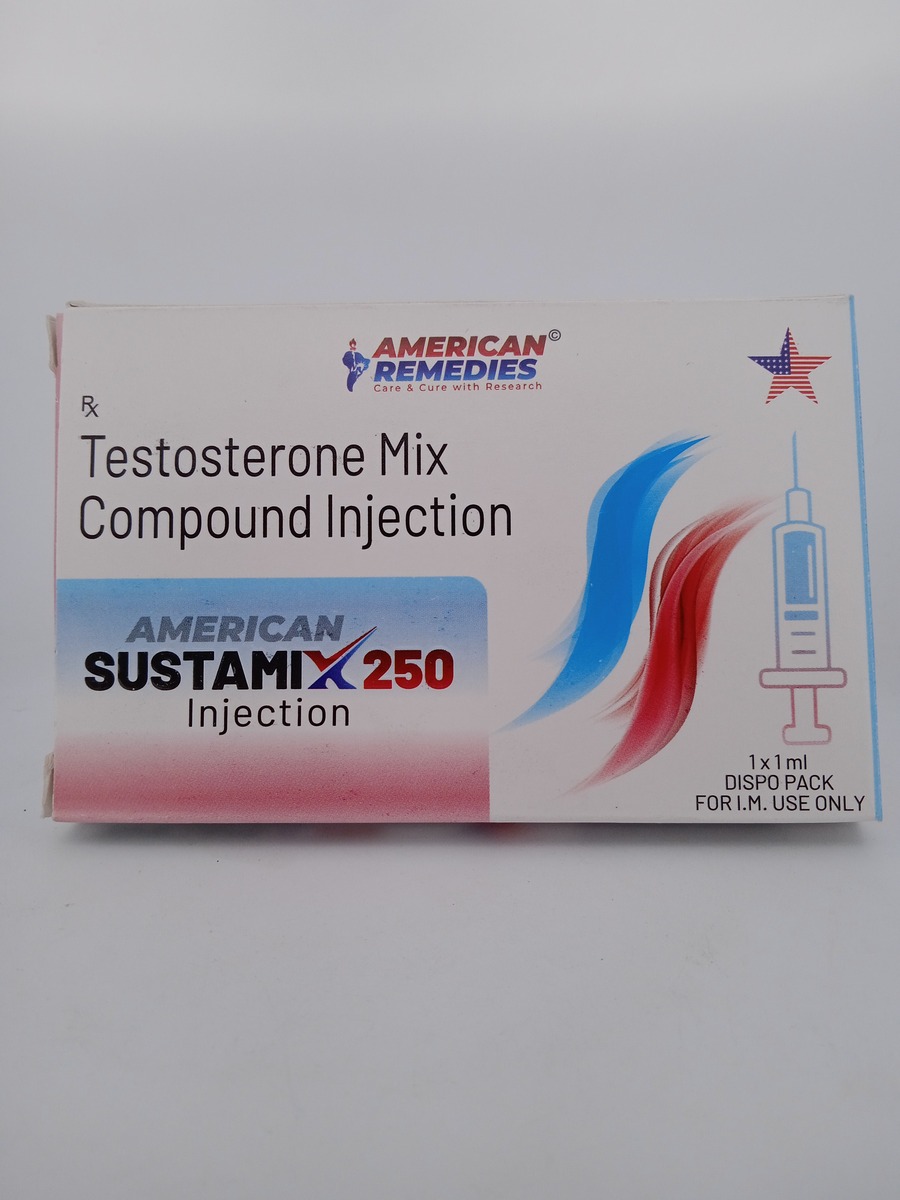 AMERICAN©
REMEDIES
Care & Cure with Research
Rx
Testosterone Mix
Compound Injection
AMERICAN
SUSTAMIX 250
Injection
1 x 1 ml
DISPO PACK
FOR I.M. USE ONLY